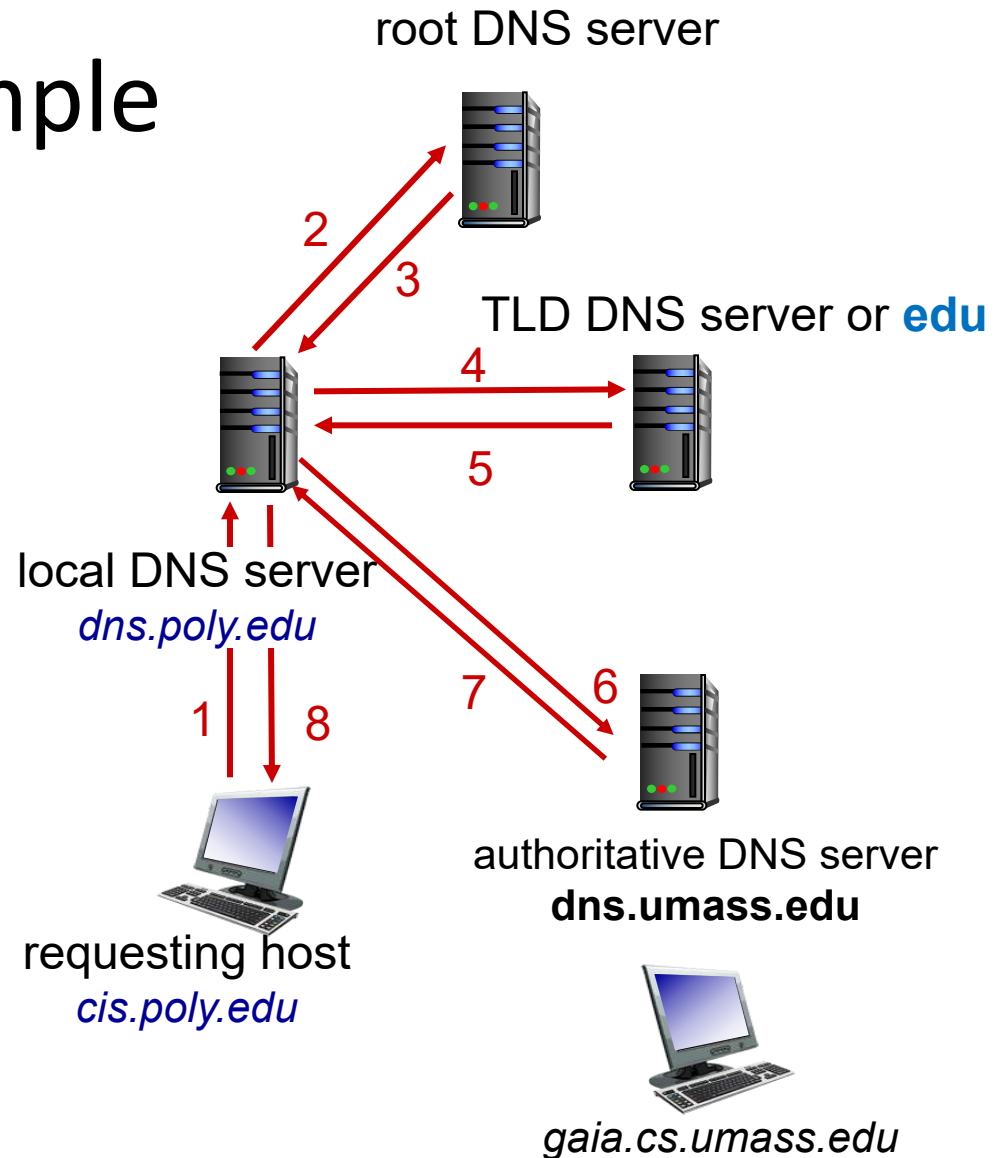 root DNS server
mple
2
3
TLD DNS server or edu
4
5
local DNS server
dns.poly.edu
1
8
7
6
authoritative DNS server
dns.umass.edu
requesting host
cis.poly.edu
gaia.cs.umass.edu